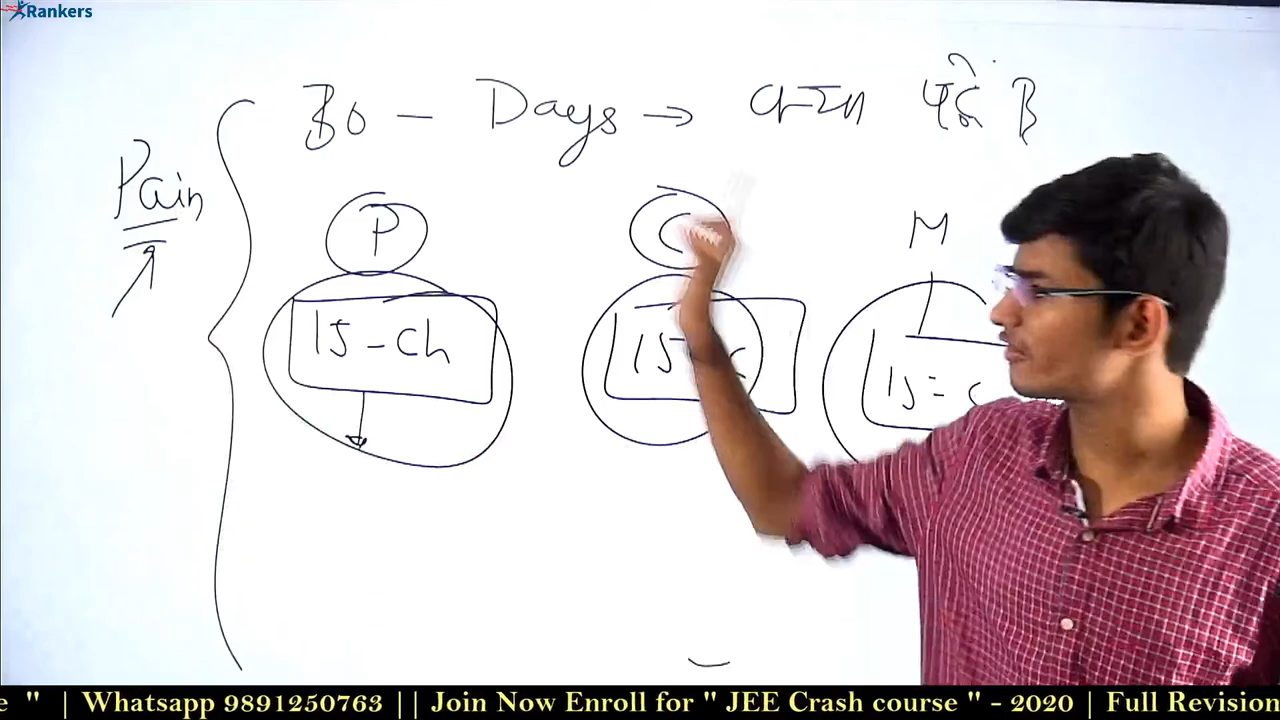 Rankers
30 - Days → क्या पढ़े B
Pain
P C M
15-Ch 15 - C 15 = C
e " | Whatsapp 9891250763 || Join Now Enroll for " JEE Crash course " - 2020 | Full Revision